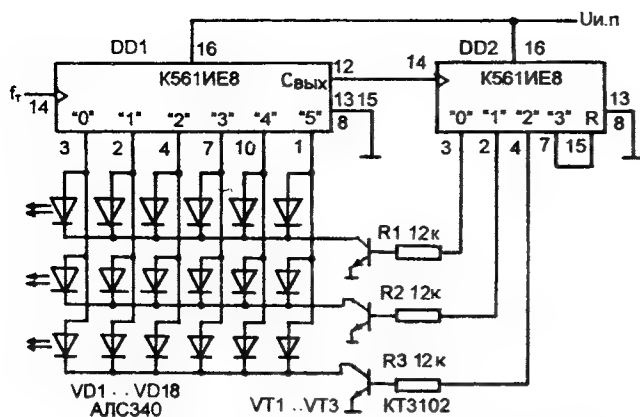 Uи.п
DD1 16 DD2 16
К561ИЕ8 Cвых 12 14 К561ИЕ8
fт 14 13 15 13
"0" "1" "2" "3" "4" "5" 8 "0" "1" "2" "3" R 8
3 2 4 7 10 1 3 2 4 7 15
R1 12к
R2 12к
R3 12к
VD1 . . VD18 VT1 . . VT3 КТ3102
АЛС340